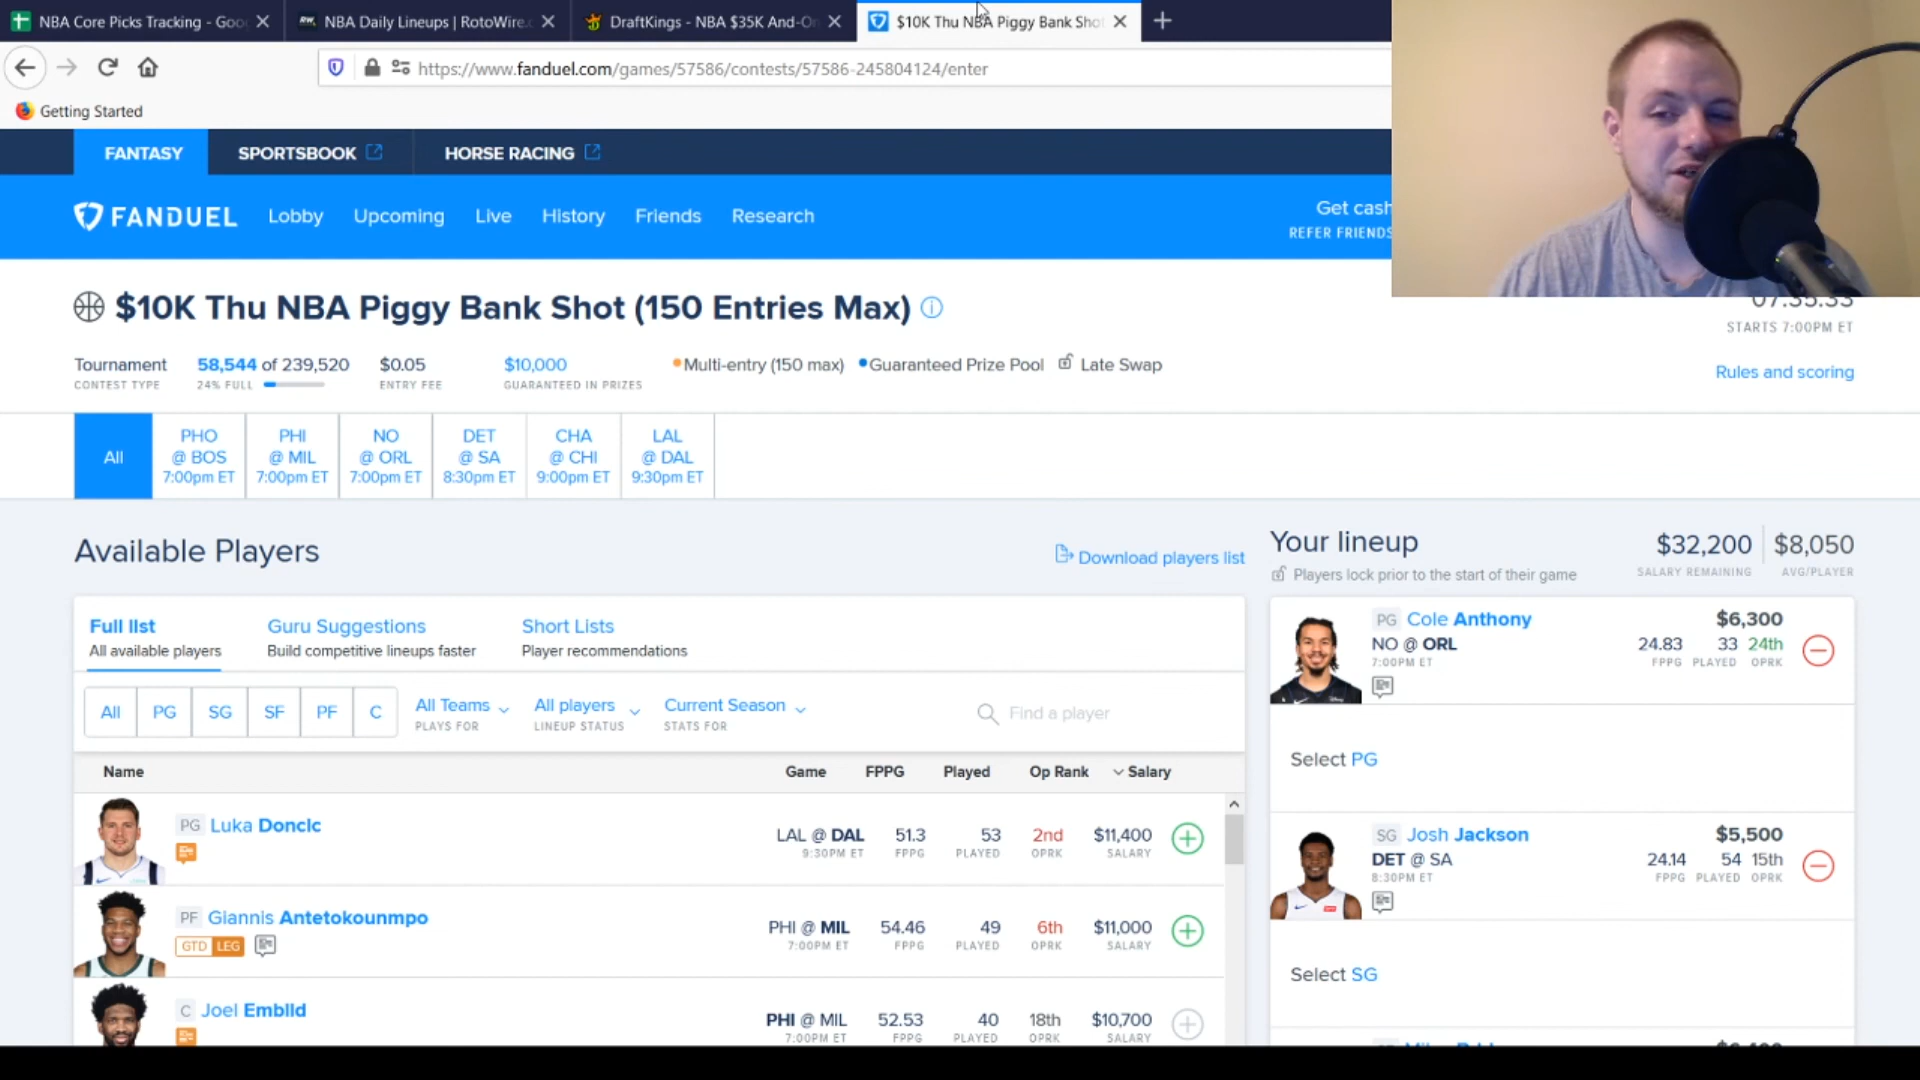 NBA Core Picks Tracking - Goo
NBA Daily Lineups | RotoWire.
DraftKings - NBA $35K And-On
$10K Thu NBA Piggy Bank Shot
https://www.fanduel.com/games/57586/contests/57586-245804124/enter
Getting Started
FANTASY
SPORTSBOOK
HORSE RACING
FANDUEL
Lobby
Upcoming
Live
History
Friends
Research
Get cash
REFER FRIENDS
$10K Thu NBA Piggy Bank Shot (150 Entries Max)
07:35:33
STARTS 7:00PM ET
Tournament
CONTEST TYPE
58,544 of 239,520
24% FULL
$0.05
ENTRY FEE
$10,000
GUARANTEED IN PRIZES
Multi-entry (150 max)
Guaranteed Prize Pool
Late Swap
Rules and scoring
All
PHO
@ BOS
7:00pm ET
PHI
@ MIL
7:00pm ET
NO
@ ORL
7:00pm ET
DET
@ SA
8:30pm ET
CHA
@ CHI
9:00pm ET
LAL
@ DAL
9:30pm ET
Available Players
Download players list
Full list
All available players
Guru Suggestions
Build competitive lineups faster
Short Lists
Player recommendations
All
PG
SG
SF
PF
C
All Teams
PLAYS FOR
All players
LINEUP STATUS
Current Season
STATS FOR
Find a player
Name
Game
FPPG
Played
Op Rank
Salary
PG Luka Doncic
LAL @ DAL
9:30PM ET
51.3
FPPG
53
PLAYED
2nd
OPRK
$11,400
SALARY
PF Giannis Antetokounmpo
GTD LEG
PHI @ MIL
7:00PM ET
54.46
FPPG
49
PLAYED
6th
OPRK
$11,000
SALARY
C Joel Embiid
PHI @ MIL
7:00PM ET
52.53
FPPG
40
PLAYED
18th
OPRK
$10,700
SALARY
Your lineup
Players lock prior to the start of their game
$32,200
SALARY REMAINING
$8,050
AVG/PLAYER
PG Cole Anthony
NO @ ORL
7:00PM ET
$6,300
24.83
FPPG
33
PLAYED
24th
OPRK
Select PG
SG Josh Jackson
DET @ SA
8:30PM ET
$5,500
24.14
FPPG
54
PLAYED
15th
OPRK
Select SG